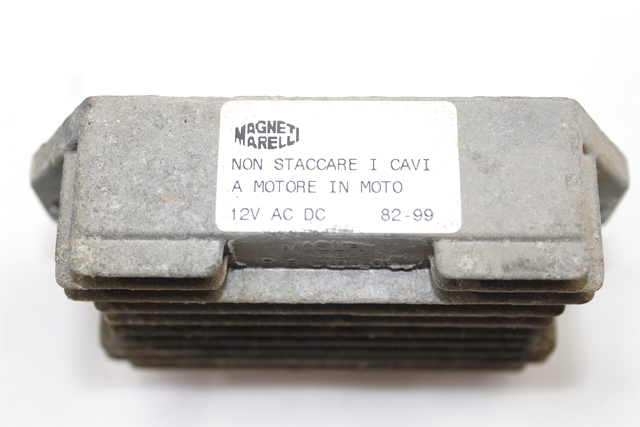 MAGNETI
MARELLI
NON STACCARE I CAVI
A MOTORE IN MOTO
12V AC DC 82-99